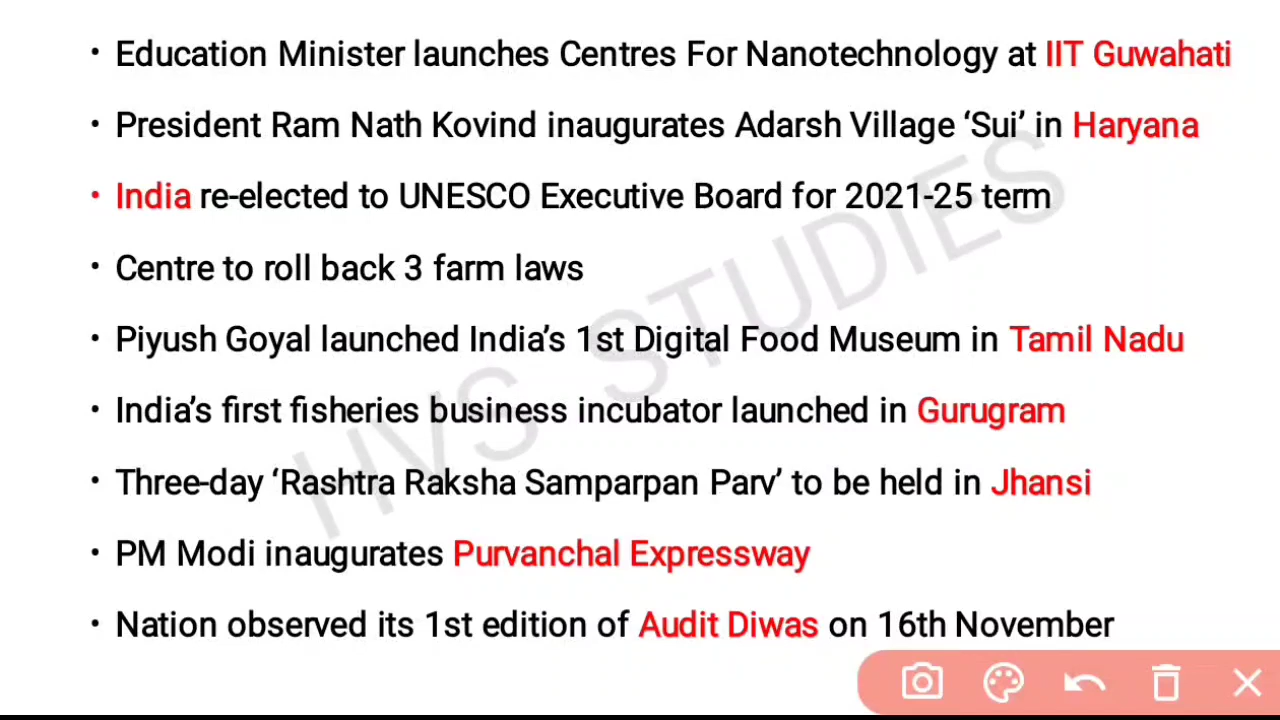 • Education Minister launches Centres For Nanotechnology at IIT Guwahati
• President Ram Nath Kovind inaugurates Adarsh Village ‘Sui’ in Haryana
• India re-elected to UNESCO Executive Board for 2021-25 term
• Centre to roll back 3 farm laws
• Piyush Goyal launched India’s 1st Digital Food Museum in Tamil Nadu
• India’s first fisheries business incubator launched in Gurugram
• Three-day ‘Rashtra Raksha Samparpan Parv’ to be held in Jhansi
• PM Modi inaugurates Purvanchal Expressway
• Nation observed its 1st edition of Audit Diwas on 16th November
HVS STUDIES